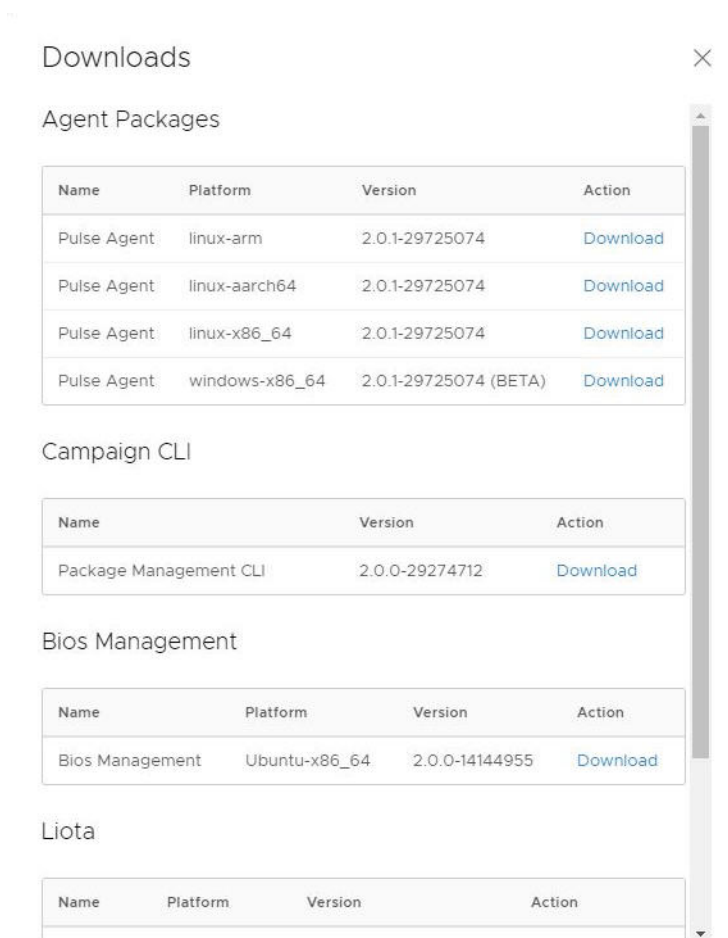 Downloads
Agent Packages
Name Platform Version Action
Pulse Agent linux-arm 2.0.1-29725074 Download
Pulse Agent linux-aarch64 2.0.1-29725074 Download
Pulse Agent linux-x86_64 2.0.1-29725074 Download
Pulse Agent windows-x86_64 2.0.1-29725074 (BETA) Download
Campaign CLI
Name Version Action
Package Management CLI 2.0.0-29274712 Download
Bios Management
Name Platform Version Action
Bios Management Ubuntu-x86_64 2.0.0-14144955 Download
Liota
Name Platform Version Action